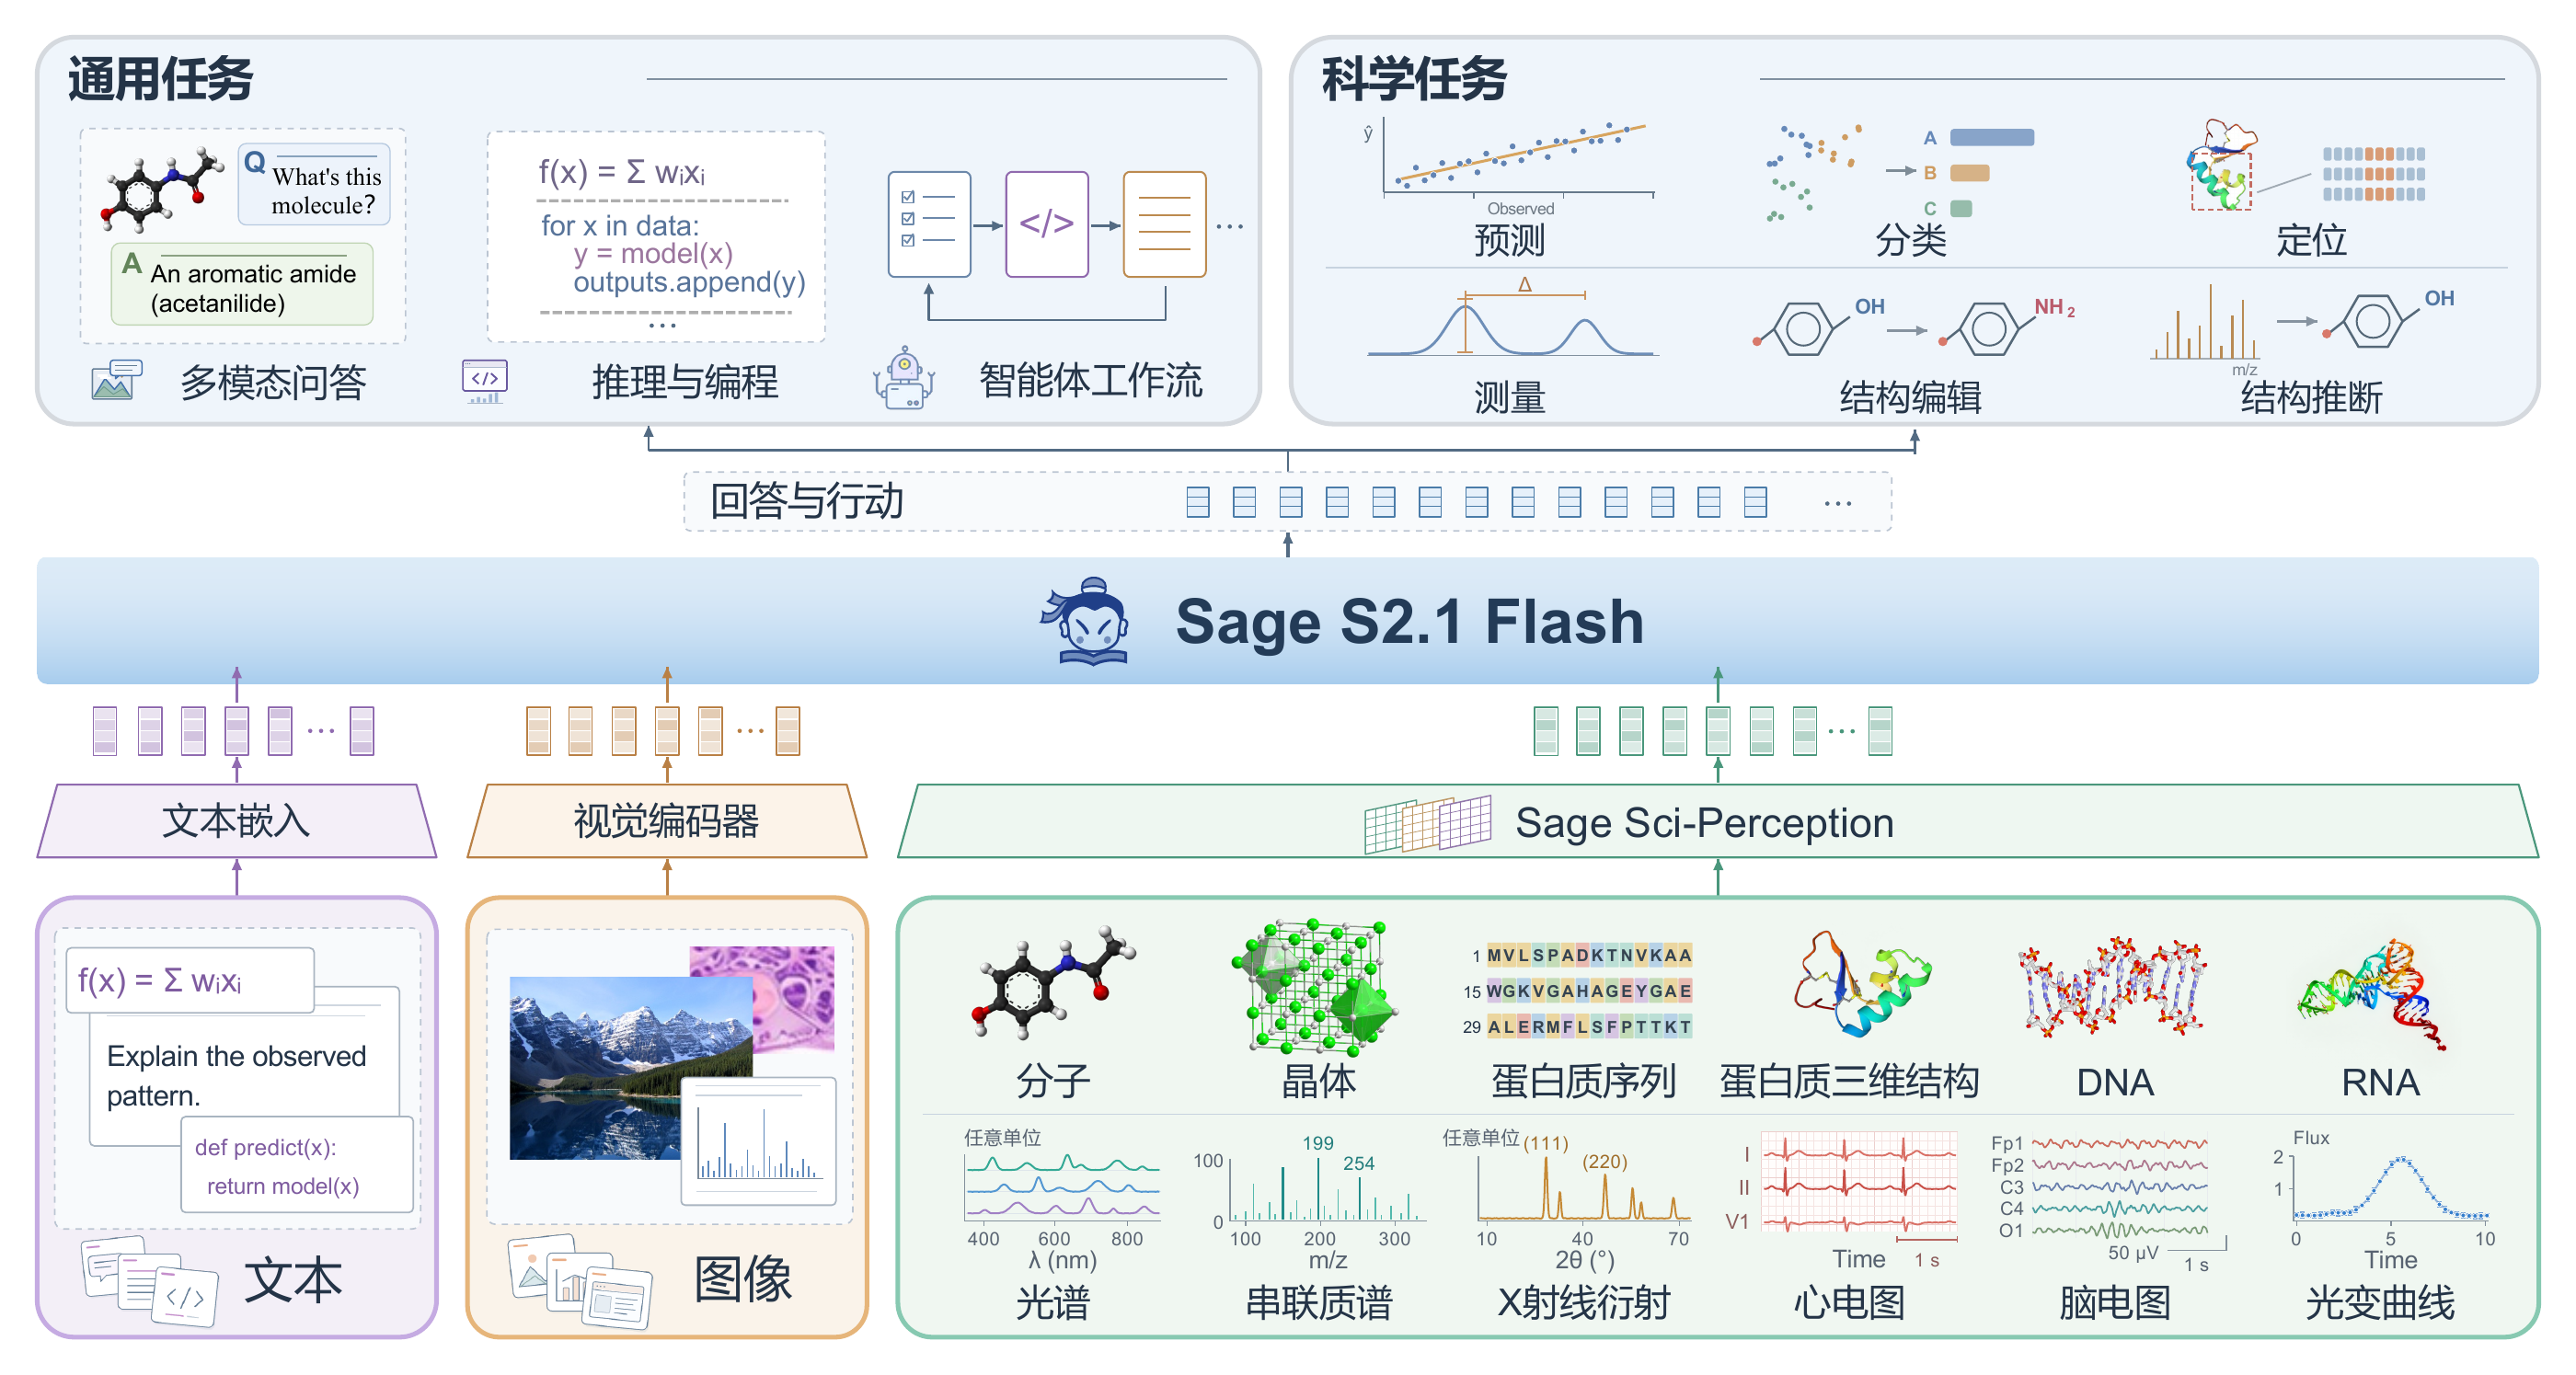 通用任务
Q
What's this
molecule?
A
An aromatic amide
(acetanilide)
多模态问答
f(x) = Σ wᵢxᵢ
for x in data:
y = model(x)
outputs.append(y)
...
推理与编程
</>
</>
...
智能体工作流
科学任务
ŷ
Observed
预测
A
B
C
分类
定位
Δ
测量
OH
NH₂
结构编辑
m/z
OH
结构推断
回答与行动
...
Sage S2.1 Flash
...
...
...
文本嵌入
视觉编码器
Sage Sci-Perception
f(x) = Σ wᵢxᵢ
Explain the observed
pattern.
def predict(x):
return model(x)
</>
文本
图像
分子
晶体
1 MVLSPADKTNVKAA
15 WGKVGAHAGEYGAE
29 ALERMFLSFPTTKT
蛋白质序列
蛋白质三维结构
DNA
RNA
任意单位
400 600 800
λ (nm)
光谱
100
0
199
254
100 200 300
m/z
串联质谱
任意单位
(111)
(220)
10 40 70
2θ (°)
X射线衍射
I
II
V1
Time
1 s
心电图
Fp1
Fp2
C3
C4
O1
50 μV
1 s
脑电图
Flux
2
1
0 5 10
Time
光变曲线